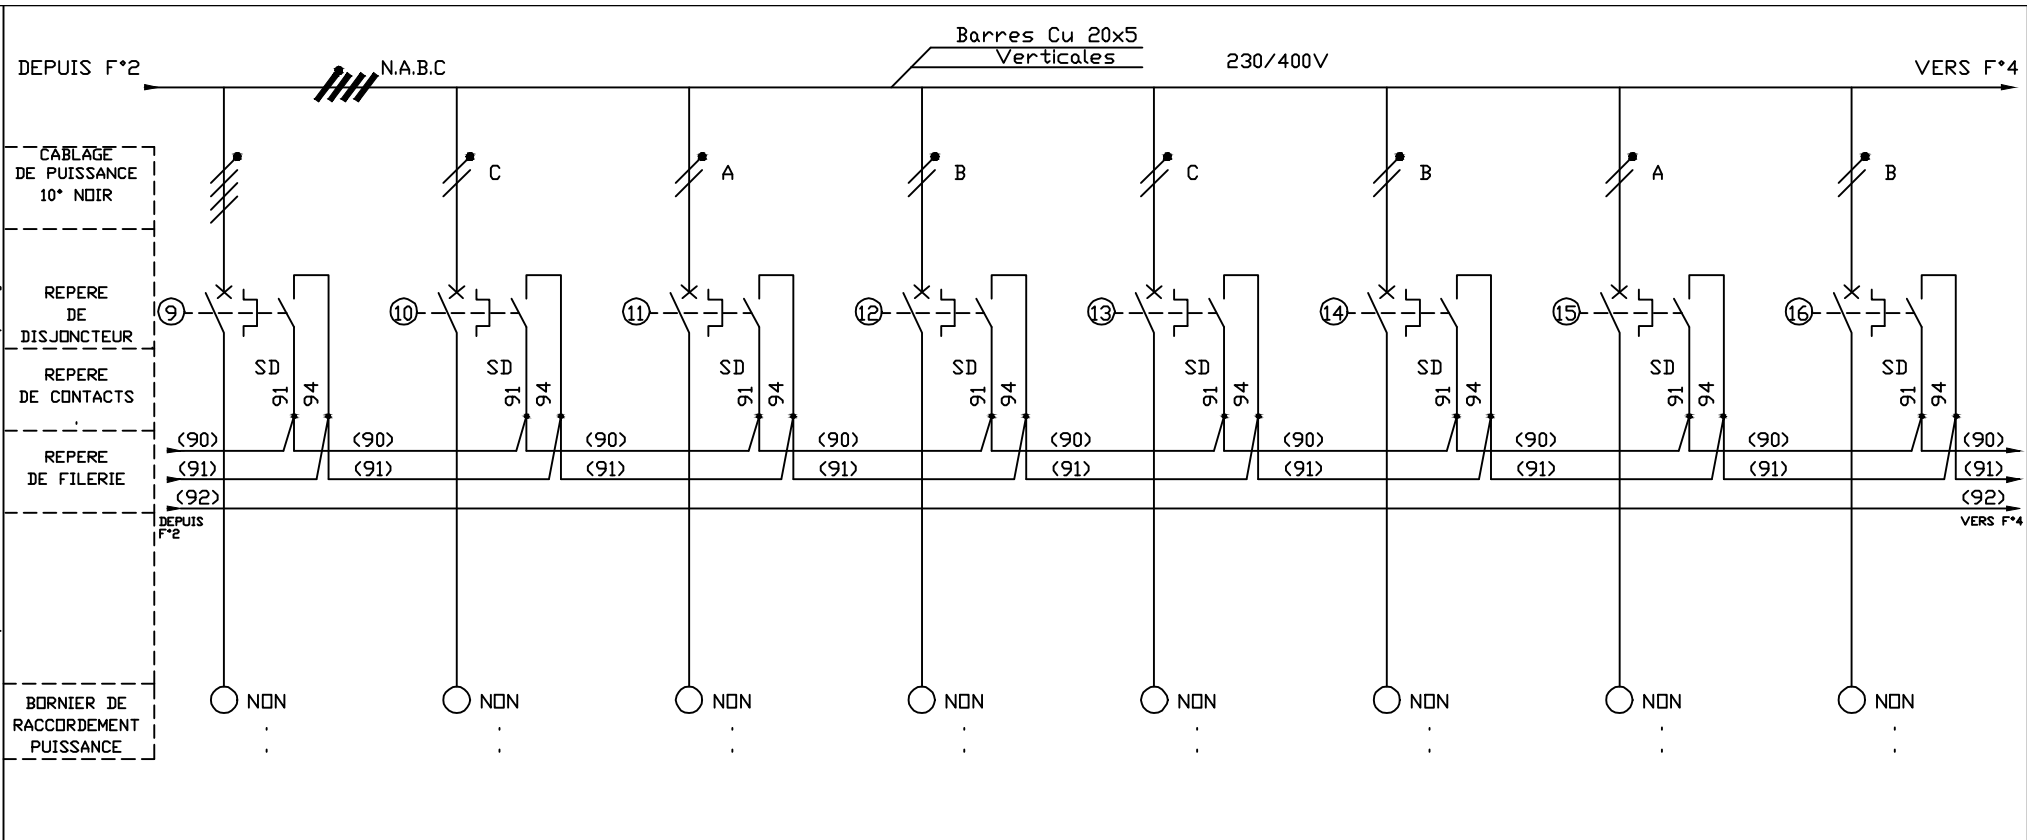 Barres Cu 20x5
Verticales
230/400V
DEPUIS F°2
N.A.B.C
VERS F°4
CABLAGE
DE PUISSANCE
10° NOIR
C
A
B
C
B
A
B
REPERE
DE
DISJONCTEUR
9
10
11
12
13
14
15
16
REPERE
DE CONTACTS
SD 91 94
SD 91 94
SD 91 94
SD 91 94
SD 91 94
SD 91 94
SD 91 94
SD 91 94
REPERE
DE FILERIE
(90) (90) (90) (90) (90) (90) (90) (90) (90)
(91) (91) (91) (91) (91) (91) (91) (91) (91)
(92) (92)
DEPUIS
F°2
VERS F°4
BORNIER DE
RACCORDEMENT
PUISSANCE
NON
NON
NON
NON
NON
NON
NON
NON